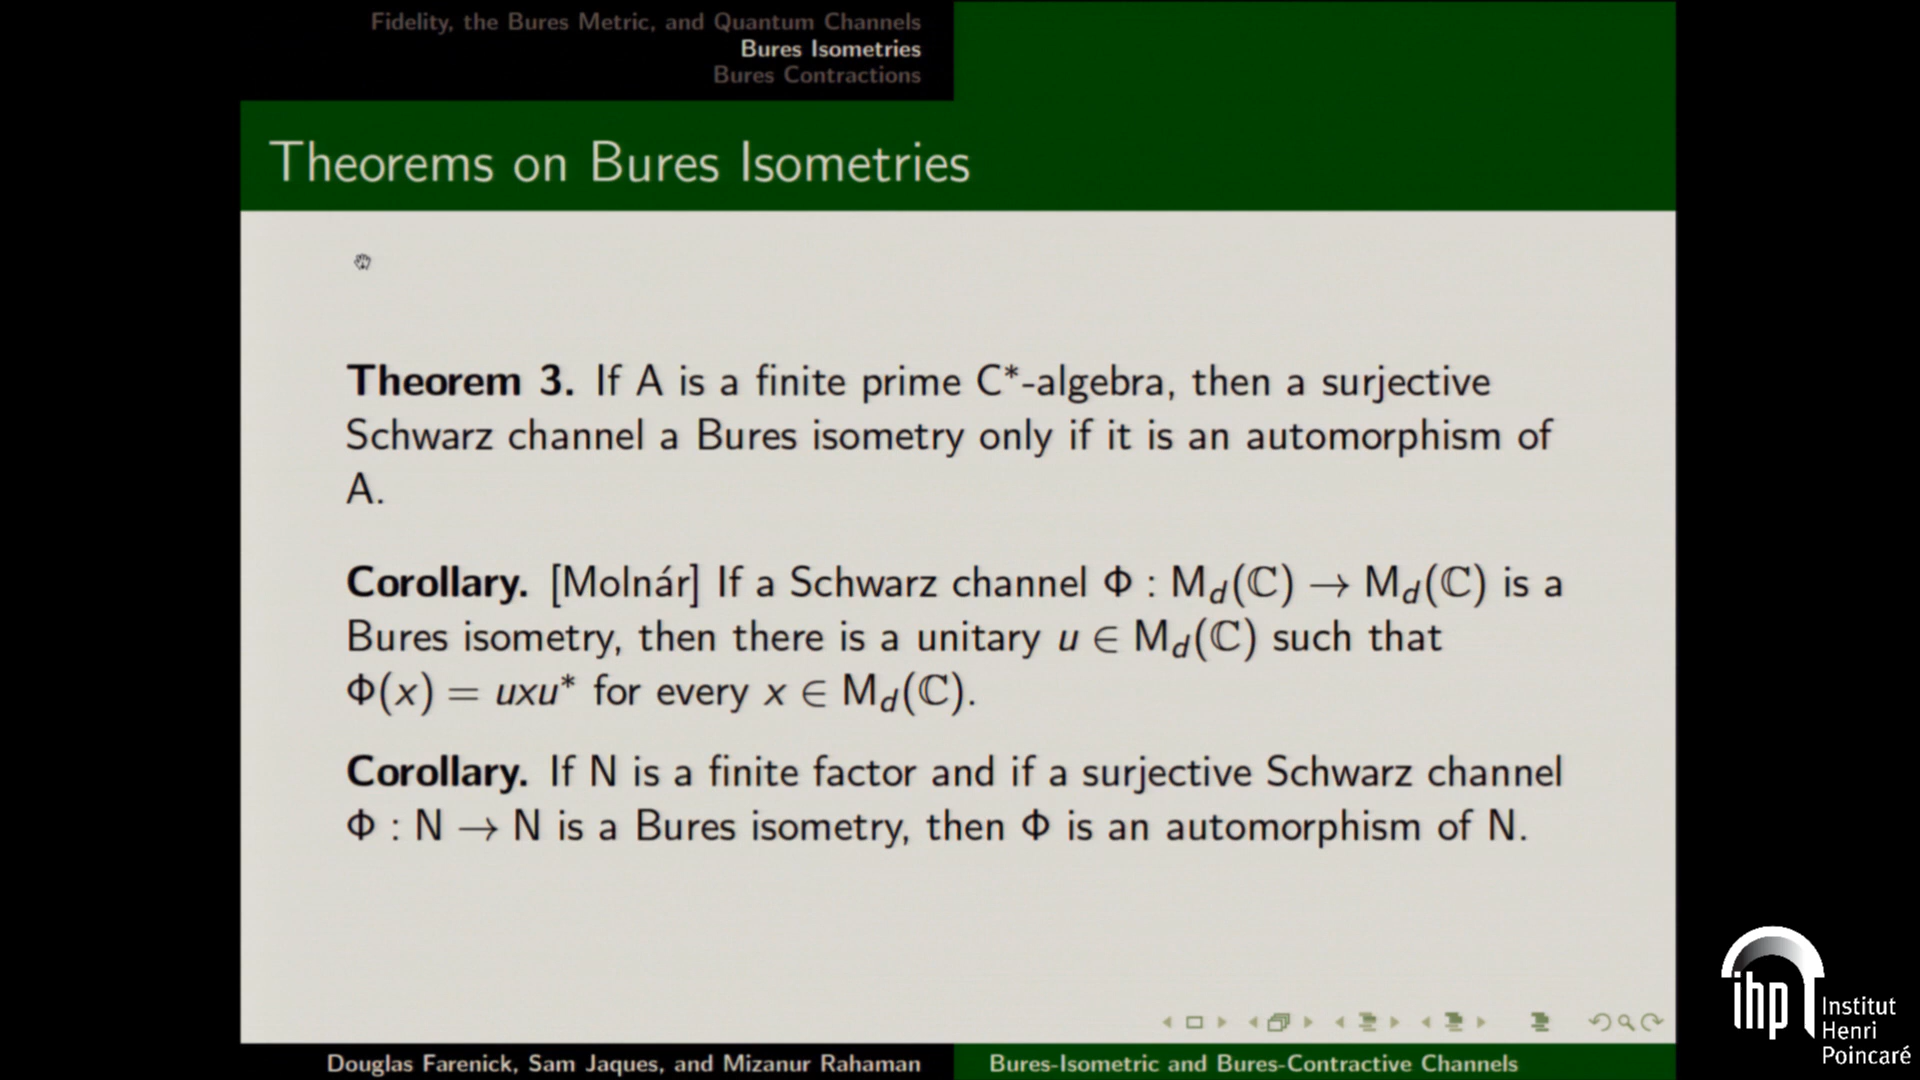 Fidelity, the Bures Metric, and Quantum Channels
Bures Isometries
Bures Contractions
Theorems on Bures Isometries
Theorem 3. If A is a finite prime C*-algebra, then a surjective
Schwarz channel a Bures isometry only if it is an automorphism of
A.
Corollary. [Molnár] If a Schwarz channel Φ : M_d(ℂ) → M_d(ℂ) is a
Bures isometry, then there is a unitary u ∈ M_d(ℂ) such that
Φ(x) = uxu* for every x ∈ M_d(ℂ).
Corollary. If N is a finite factor and if a surjective Schwarz channel
Φ : N → N is a Bures isometry, then Φ is an automorphism of N.
Douglas Farenick, Sam Jaques, and Mizanur Rahaman
Bures-Isometric and Bures-Contractive Channels
ihp
Institut
Henri
Poincaré